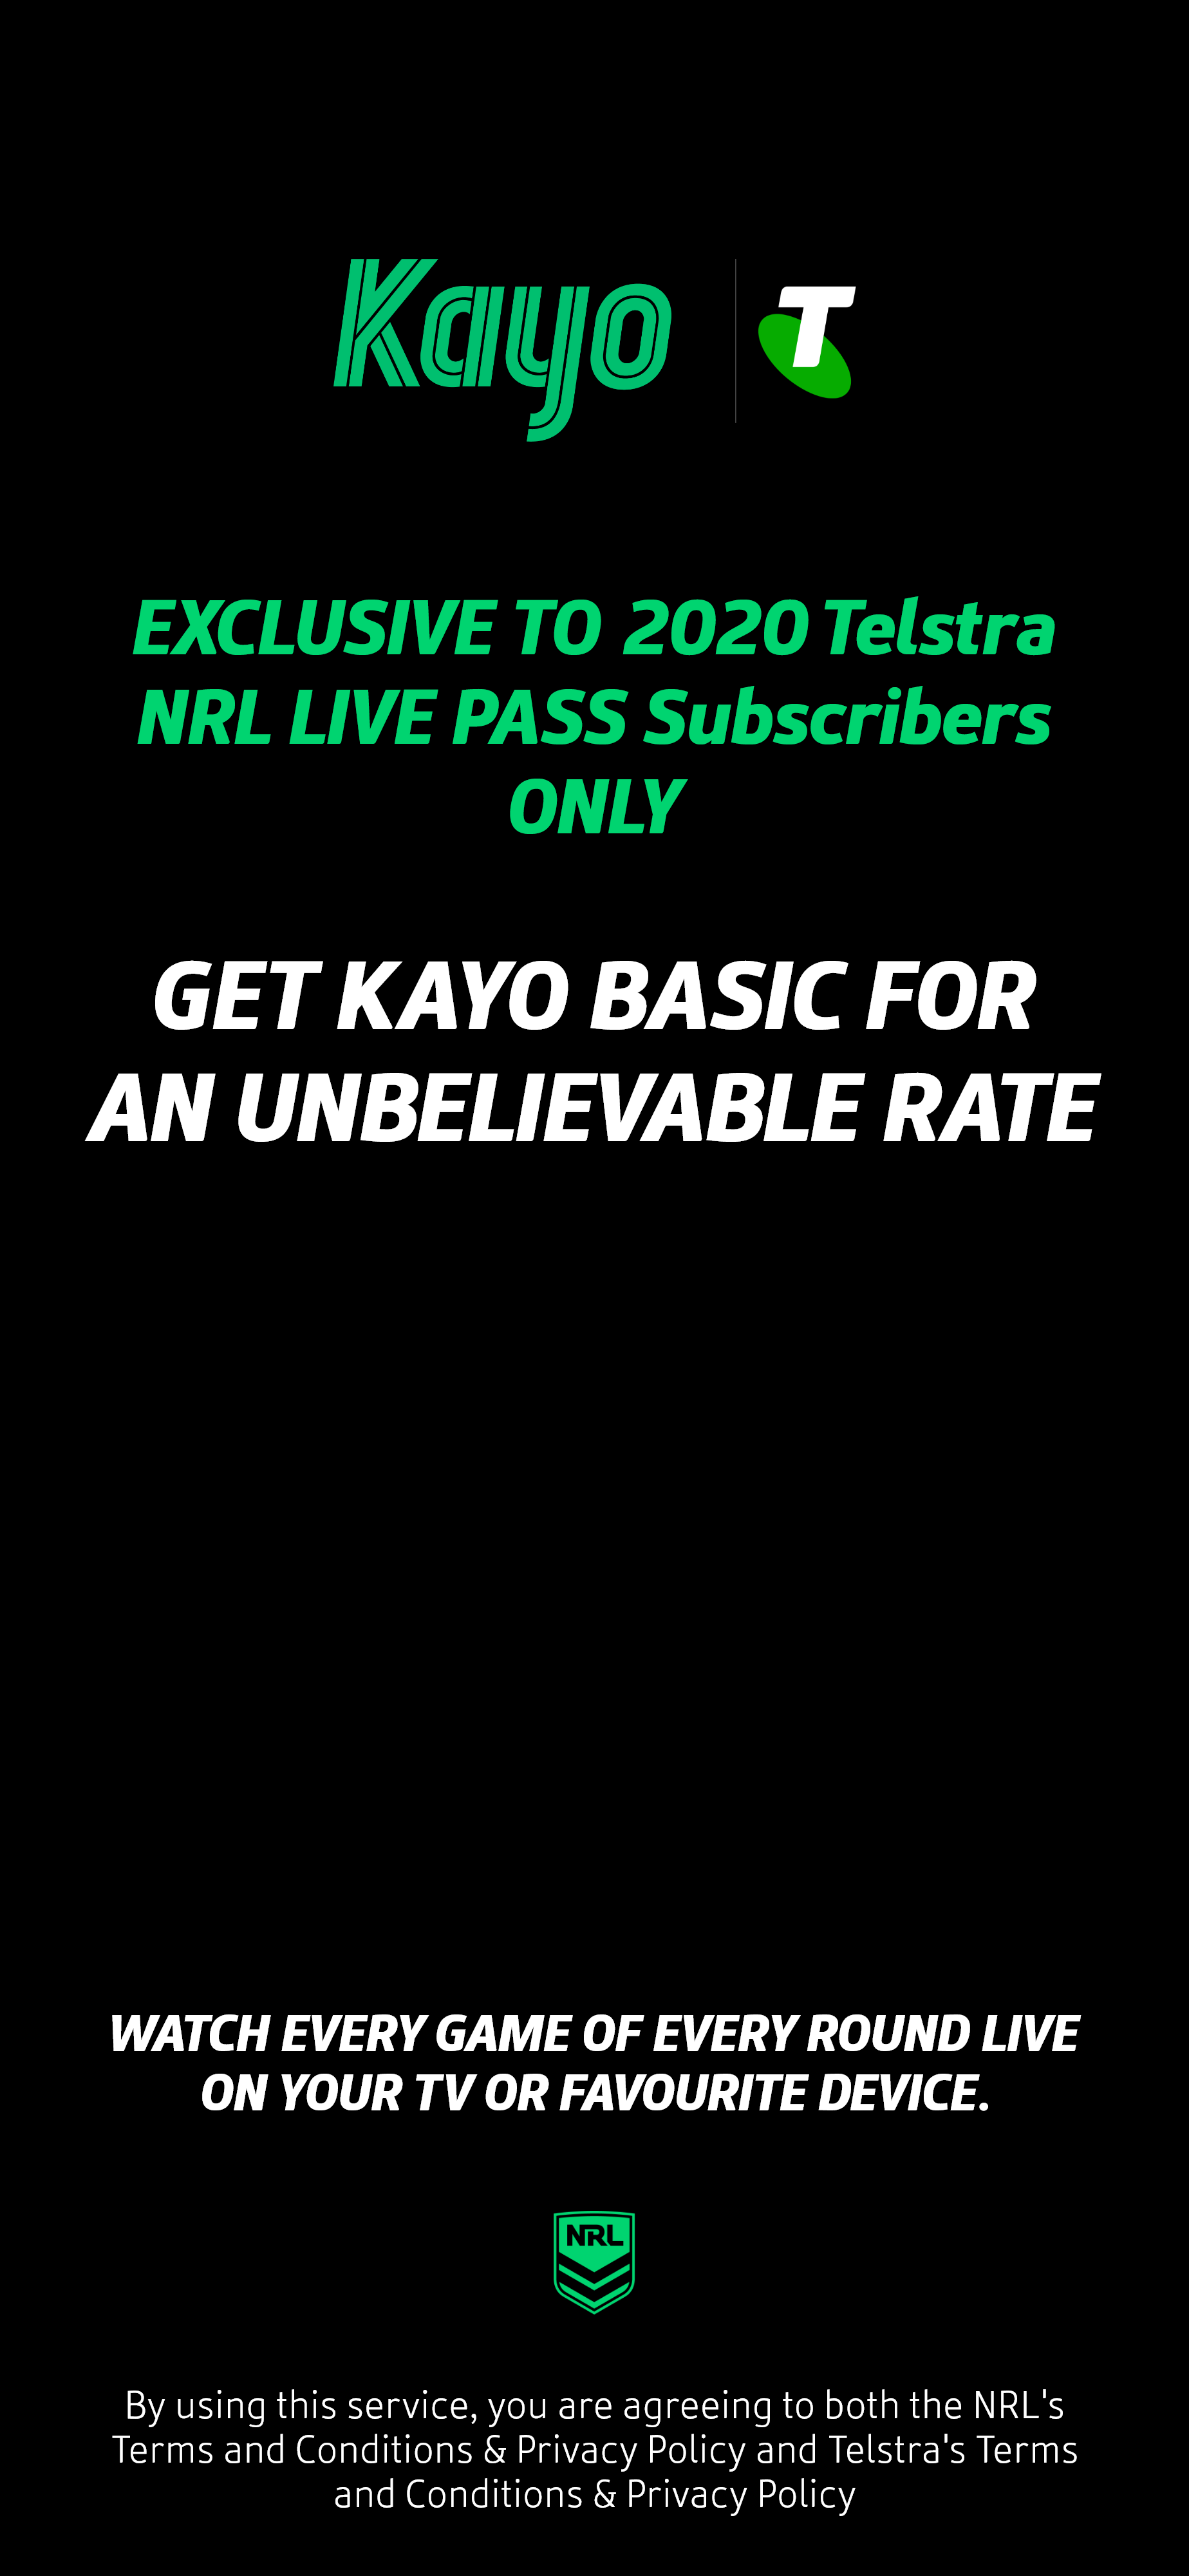 Kayo T
EXCLUSIVE TO 2020 Telstra
NRL LIVE PASS Subscribers
ONLY
GET KAYO BASIC FOR
AN UNBELIEVABLE RATE
WATCH EVERY GAME OF EVERY ROUND LIVE
ON YOUR TV OR FAVOURITE DEVICE.
NRL
By using this service, you are agreeing to both the NRL's
Terms and Conditions & Privacy Policy and Telstra's Terms
and Conditions & Privacy Policy